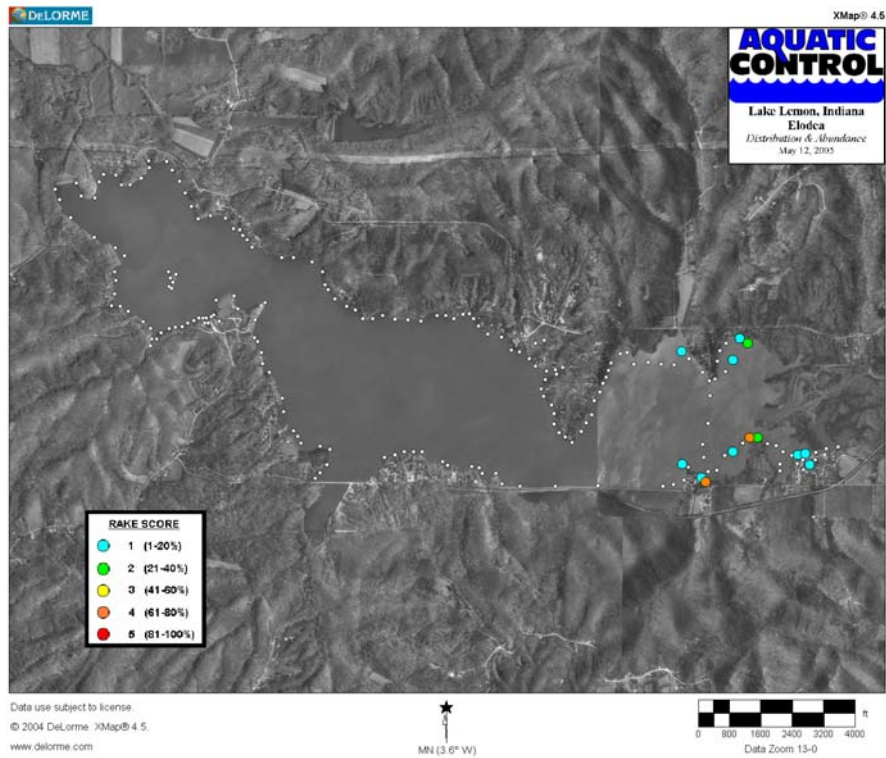 DELORME
XMap® 4.5
AQUATIC
CONTROL
Lake Lemon, Indiana
Elodea
Distribution & Abundance
May 12, 2005
RAKE SCORE
1 (1-20%)
2 (21-40%)
3 (41-60%)
4 (61-80%)
5 (81-100%)
Data use subject to license.
© 2004 DeLorme. XMap® 4.5.
www.delorme.com
MN (3.6° W)
ft
0 800 1600 2400 3200 4000
Data Zoom 13-0